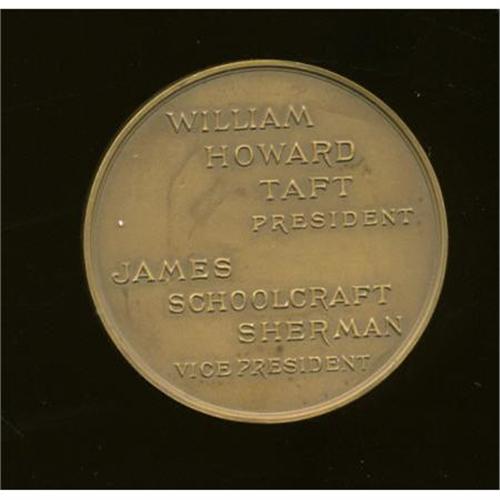 WILLIAM
HOWARD
TAFT
PRESIDENT
JAMES
SCHOOLCRAFT
SHERMAN
VICE PRESIDENT